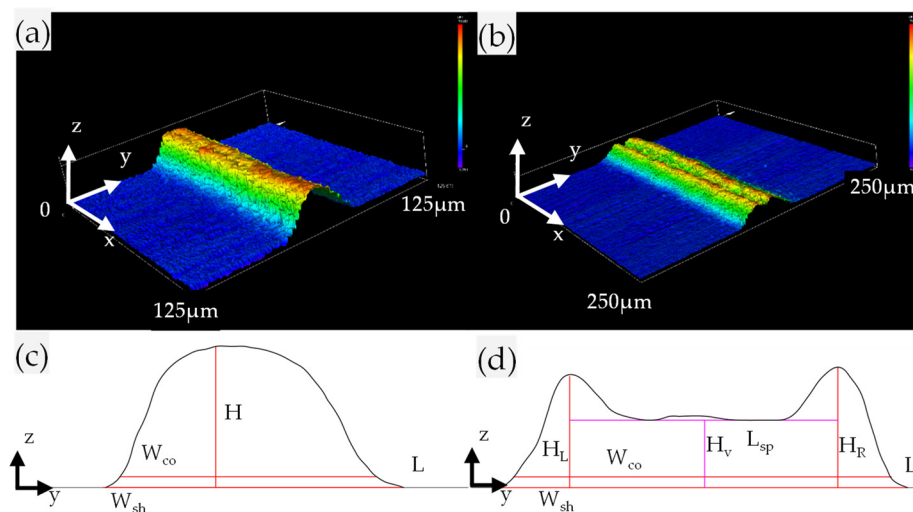 (a)
(b)
z
y
0
x
125μm
125μm
z
y
0
x
250μm
250μm
(c)
(d)
H
W_co
z
y
W_sh
L
H_L
W_co
H_v
L_sp
H_R
z
y
W_sh
L